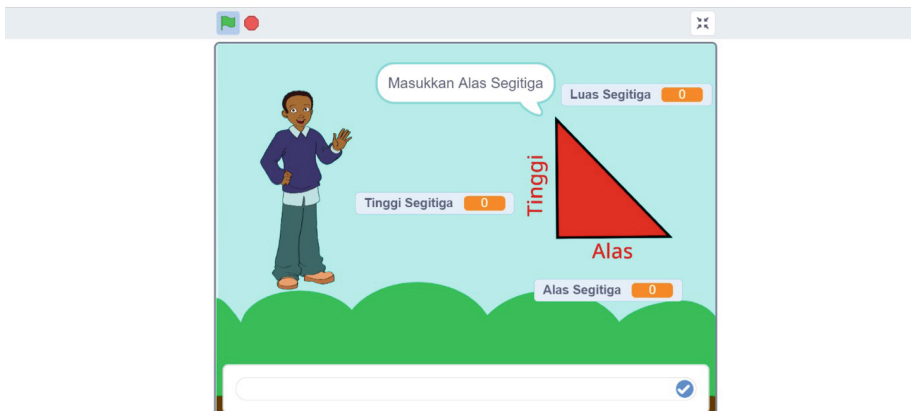 Masukkan Alas Segitiga
Luas Segitiga 0
Tinggi Segitiga 0
Tinggi
Alas
Alas Segitiga 0